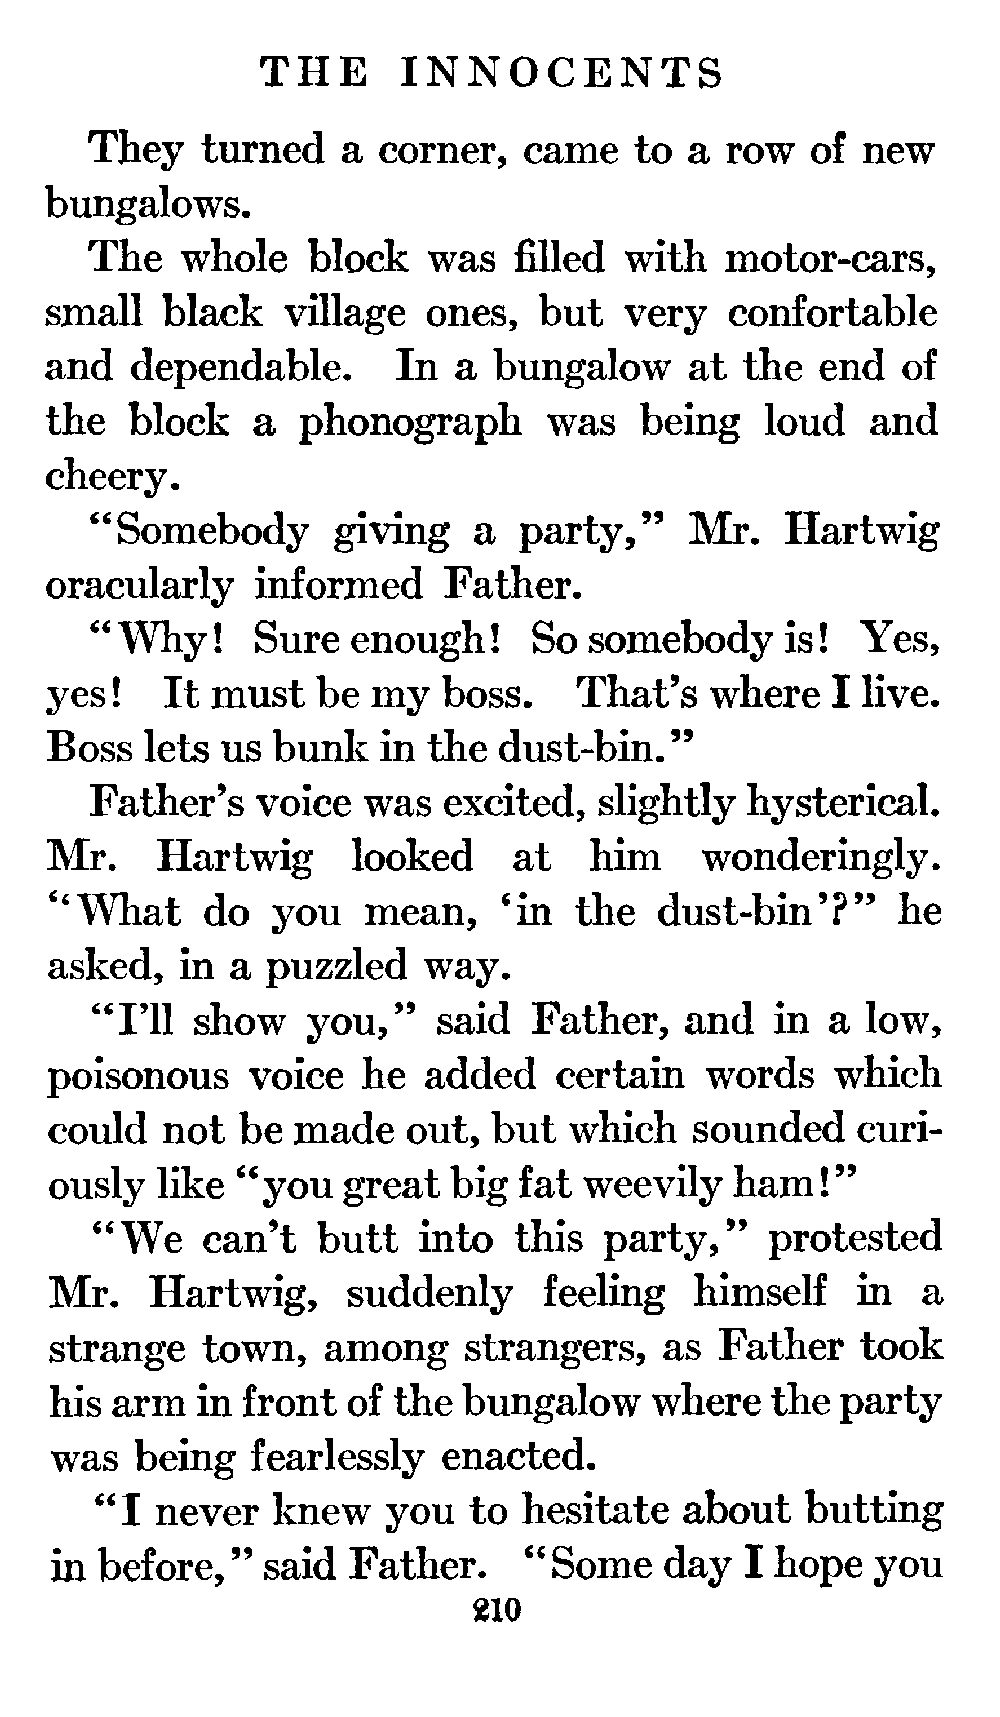 THE INNOCENTS
They turned a corner, came to a row of new
bungalows.
The whole block was filled with motor-cars,
small black village ones, but very confortable
and dependable. In a bungalow at the end of
the block a phonograph was being loud and
cheery.
“Somebody giving a party,” Mr. Hartwig
oracularly informed Father.
“Why! Sure enough! So somebody is! Yes,
yes! It must be my boss. That’s where I live.
Boss lets us bunk in the dust-bin.”
Father’s voice was excited, slightly hysterical.
Mr. Hartwig looked at him wonderingly.
“What do you mean, ‘in the dust-bin’?” he
asked, in a puzzled way.
“I’ll show you,” said Father, and in a low,
poisonous voice he added certain words which
could not be made out, but which sounded curi-
ously like “you great big fat weevily ham!”
“We can’t butt into this party,” protested
Mr. Hartwig, suddenly feeling himself in a
strange town, among strangers, as Father took
his arm in front of the bungalow where the party
was being fearlessly enacted.
“I never knew you to hesitate about butting
in before,” said Father. “Some day I hope you
210